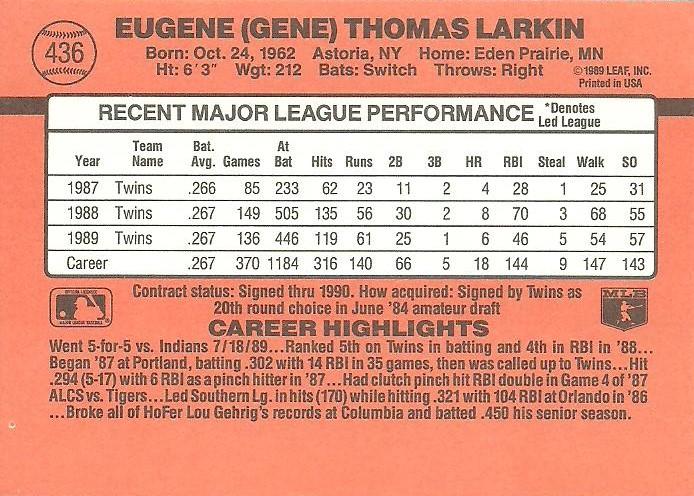 436
EUGENE (GENE) THOMAS LARKIN
Born: Oct. 24, 1962 Astoria, NY Home: Eden Prairie, MN
Ht: 6'3" Wgt: 212 Bats: Switch Throws: Right
©1989 LEAF, INC.
Printed in USA
RECENT MAJOR LEAGUE PERFORMANCE *Denotes
Led League
Year Team Name Bat. Avg. Games At Bat Hits Runs 2B 3B HR RBI Steal Walk SO
1987 Twins .266 85 233 62 23 11 2 4 28 1 25 31
1988 Twins .267 149 505 135 56 30 2 8 70 3 68 55
1989 Twins .267 136 446 119 61 25 1 6 46 5 54 57
Career .267 370 1184 316 140 66 5 18 144 9 147 143
Contract status: Signed thru 1990. How acquired: Signed by Twins as
20th round choice in June '84 amateur draft
MLB
CAREER HIGHLIGHTS
Went 5-for-5 vs. Indians 7/18/89...Ranked 5th on Twins in batting and 4th in RBI in '88...
Began '87 at Portland, batting .302 with 14 RBI in 35 games, then was called up to Twins...Hit
.294 (5-17) with 6 RBI as a pinch hitter in '87...Had clutch pinch hit RBI double in Game 4 of '87
ALCS vs. Tigers...Led Southern Lg. in hits (170) while hitting .321 with 104 RBI at Orlando in '86
...Broke all of HoFer Lou Gehrig's records at Columbia and batted .450 his senior season.